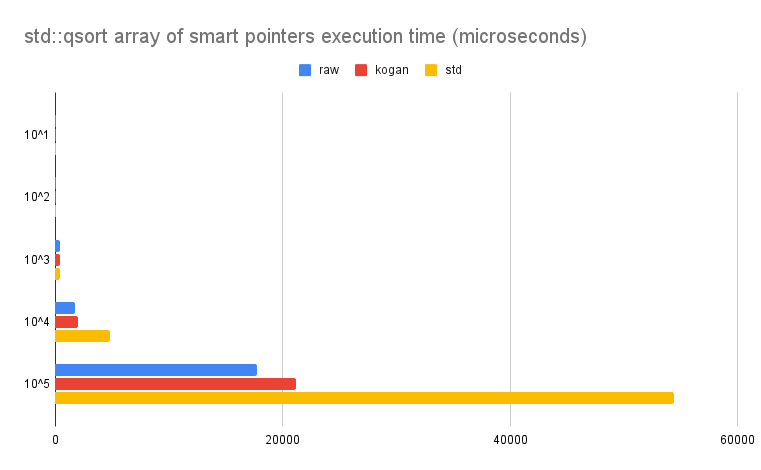 std::qsort array of smart pointers execution time (microseconds)
raw kogan std
10^1
10^2
10^3
10^4
10^5
0 20000 40000 60000